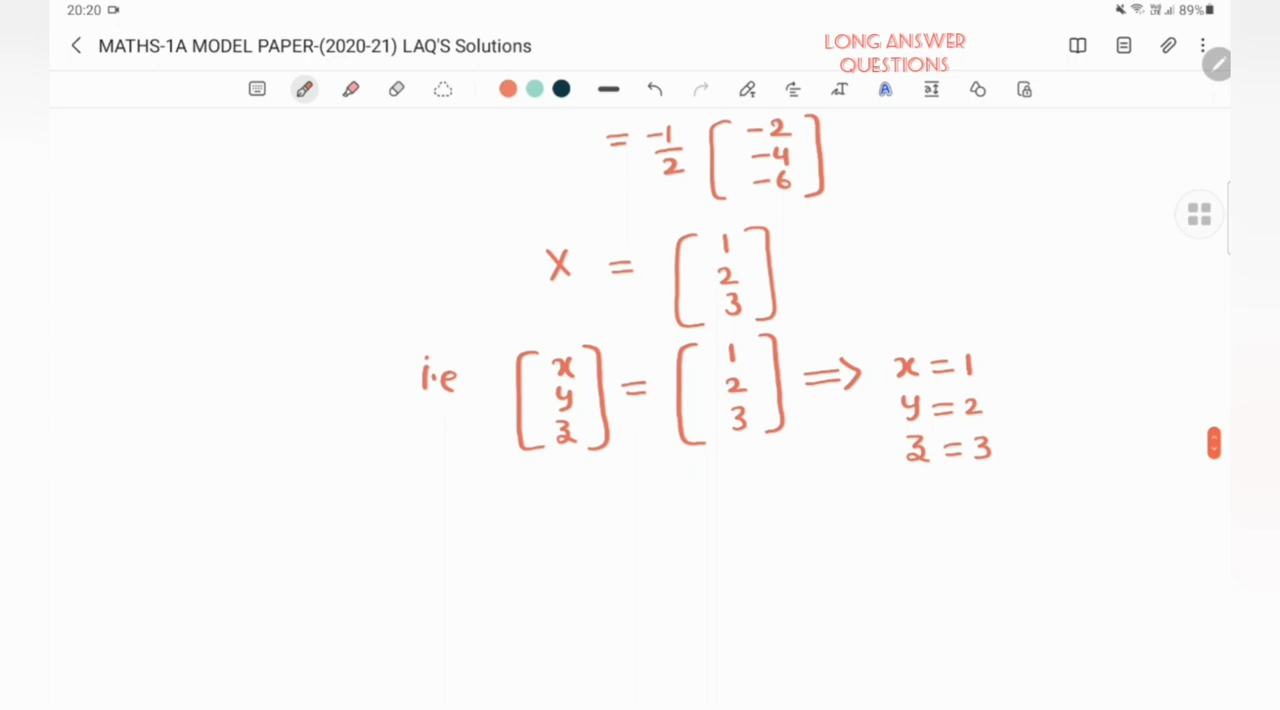 20:20 89%
MATHS-1A MODEL PAPER-(2020-21) LAQ'S Solutions
LONG ANSWER
QUESTIONS
= -1/2 [ -2
-4
-6 ]
X = [ 1
2
3 ]
i.e [ x
y
z ] = [ 1
2
3 ] => x = 1
y = 2
z = 3